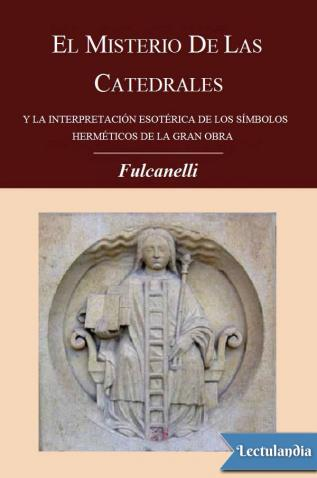 EL MISTERIO DE LAS
CATEDRALES
Y LA INTERPRETACIÓN ESOTÉRICA DE LOS SÍMBOLOS
HERMÉTICOS DE LA GRAN OBRA
Fulcanelli
Lectulandia